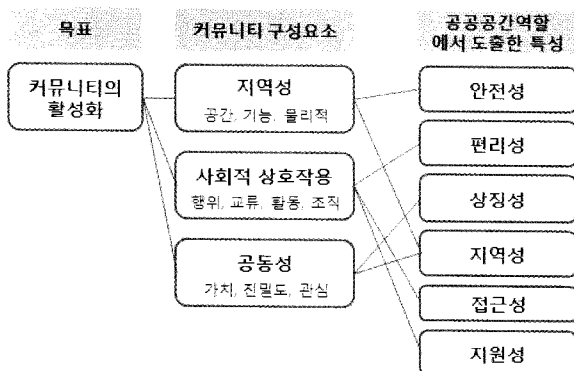 목표
커뮤니티 구성요소
공공공간역할
에서 도출한 특성
커뮤니티의
활성화
지역성
공간, 기능, 물리적
사회적 상호작용
행위, 교류, 활동, 조직
공동성
가치, 친밀도, 관심
안전성
편리성
상징성
지역성
접근성
지원성